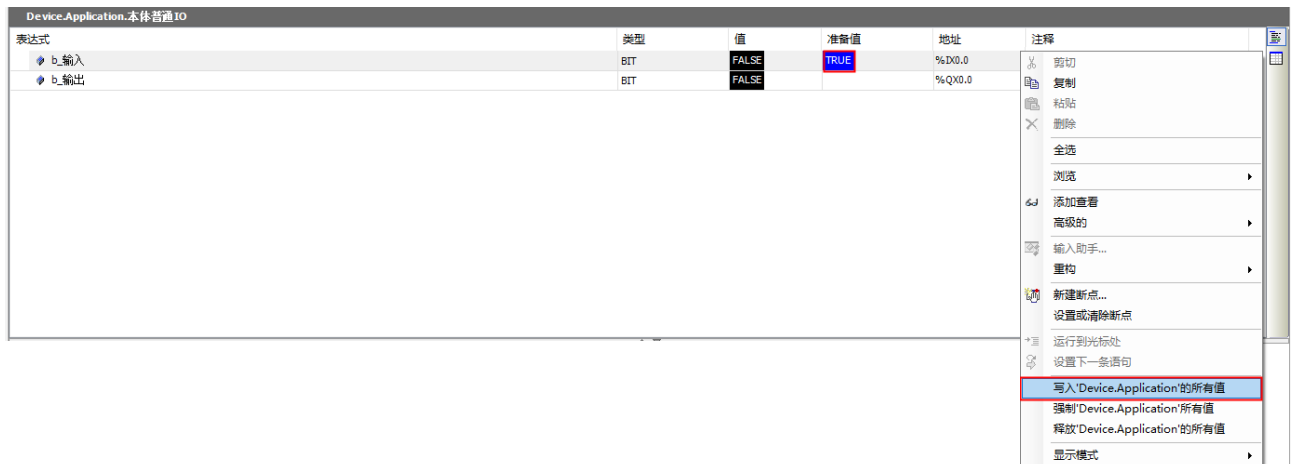 Device.Application.本体普通IO
表达式 类型 值 准备值 地址 注释
b_输入 BIT FALSE TRUE %IX0.0
b_输出 BIT FALSE %QX0.0
剪切
复制
粘贴
删除
全选
浏览
添加查看
高级的
输入助手...
重构
新建断点...
设置或清除断点
运行到光标处
设置下一条语句
写入'Device.Application'的所有值
强制'Device.Application'所有值
释放'Device.Application'的所有值
显示模式